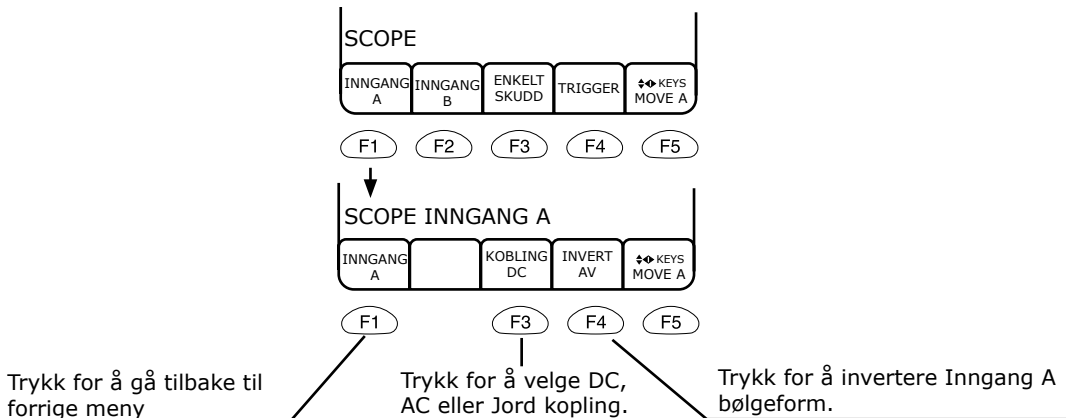 SCOPE
INNGANG A
INNGANG B
ENKELT SKUDD
TRIGGER
KEYS MOVE A
F1 F2 F3 F4 F5
SCOPE INNGANG A
INNGANG A
KOBLING DC
INVERT AV
KEYS MOVE A
F1 F3 F4 F5
Trykk for å gå tilbake til
forrige meny
Trykk for å velge DC,
AC eller Jord kopling.
Trykk for å invertere Inngang A
bølgeform.